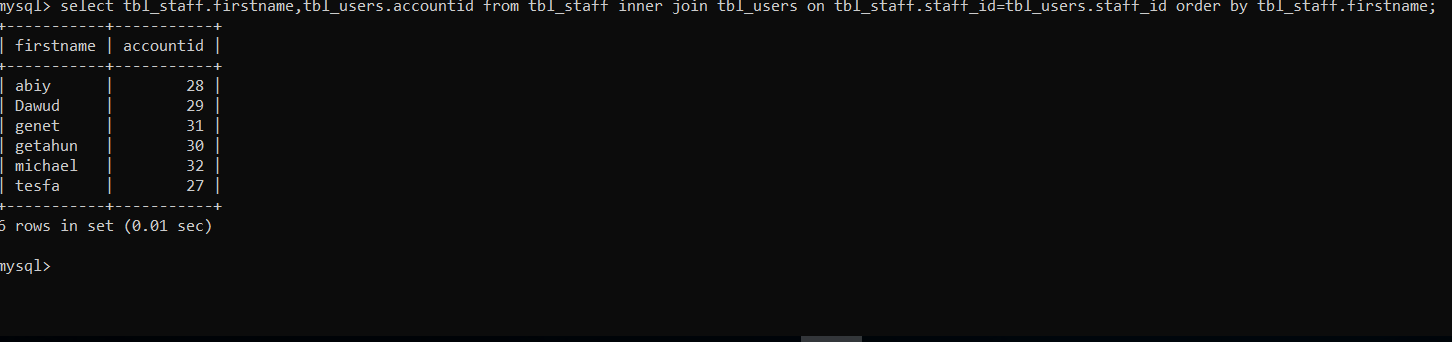 mysql> select tbl_staff.firstname,tbl_users.accountid from tbl_staff inner join tbl_users on tbl_staff.staff_id=tbl_users.staff_id order by tbl_staff.firstname;
+-----------+-----------+
| firstname | accountid |
+-----------+-----------+
| abiy      |        28 |
| Dawud     |        29 |
| genet     |        31 |
| getahun   |        30 |
| michael   |        32 |
| tesfa     |        27 |
+-----------+-----------+
6 rows in set (0.01 sec)
mysql>